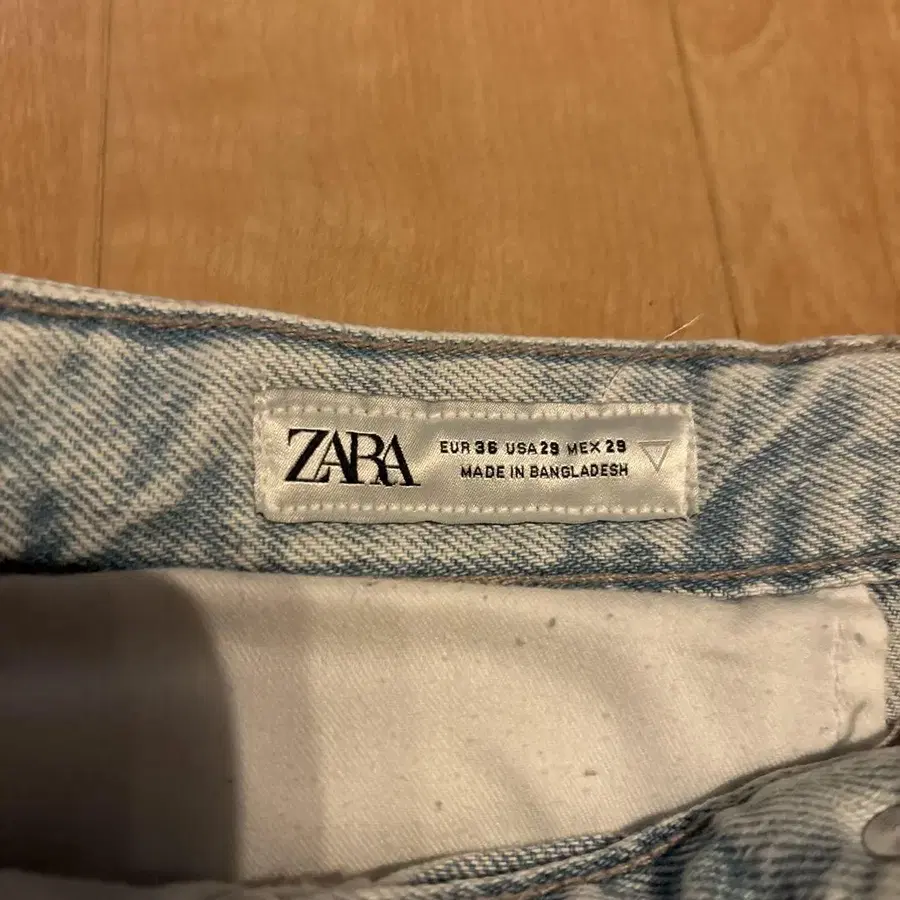 ZARA
EUR 36 USA 29 MEX 29
MADE IN BANGLADESH